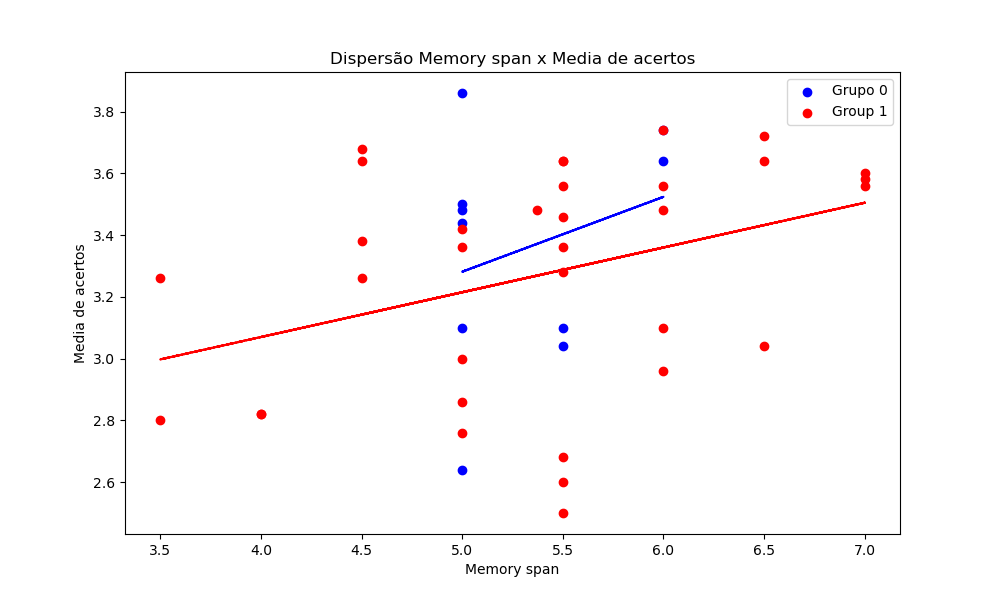 Dispersão Memory span x Media de acertos
Grupo 0
Group 1
Media de acertos
3.8
3.6
3.4
3.2
3.0
2.8
2.6
3.5 4.0 4.5 5.0 5.5 6.0 6.5 7.0
Memory span